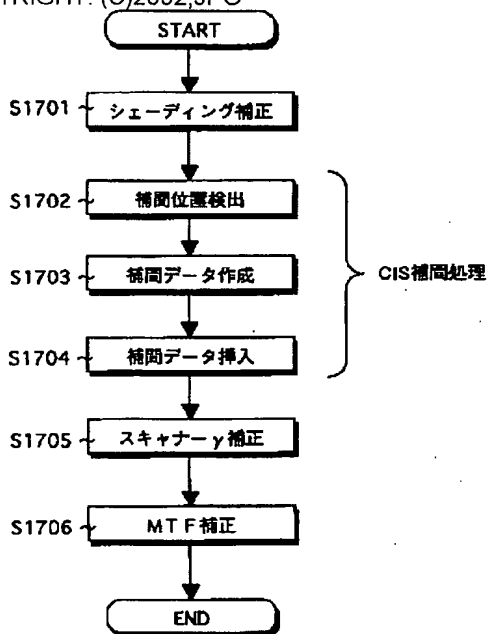 TRIGHT: (C)2002,JPO
START
S1701 シェーディング補正
S1702 補間位置検出
S1703 補間データ作成
CIS補間処理
S1704 補間データ挿入
S1705 スキャナーγ補正
S1706 MTF補正
END